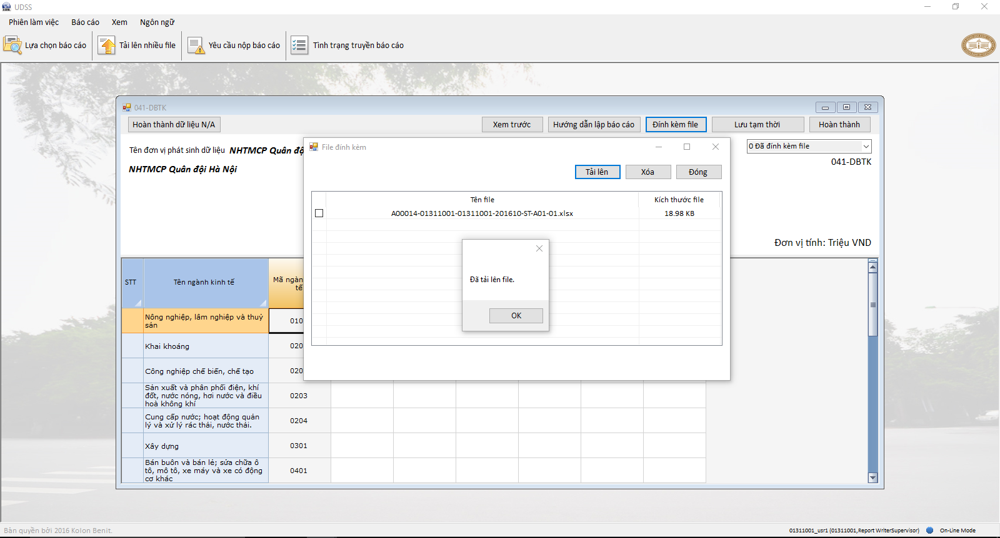 UDSS
Phiên làm việc Báo cáo Xem Ngôn ngữ
Lựa chọn báo cáo Tải lên nhiều file Yêu cầu nộp báo cáo Tình trạng truyền báo cáo
041-DBTK
Hoàn thành dữ liệu N/A Xem trước Hướng dẫn lập báo cáo Đính kèm file Lưu tạm thời Hoàn thành
Tên đơn vị phát sinh dữ liệu NHTMCP Quân độ
NHTMCP Quân đội Hà Nội
0 Đã đính kèm file
041-DBTK
Đơn vị tính: Triệu VND
File đính kèm
Tải lên Xóa Đóng
Tên file Kích thước file
A00014-01311001-01311001-201610-ST-A01-01.xlsx 18.98 KB
Đã tải lên file.
OK
STT Tên ngành kinh tế Mã ngàn
tế
Nông nghiệp, lâm nghiệp và thuỷ
sản
010
Khai khoáng 020
Công nghiệp chế biến, chế tạo 020
Sản xuất và phân phối điện, khí
đốt, nước nóng, hơi nước và điều
hoà không khí
0203
Cung cấp nước; hoạt động quản
lý và xử lý rác thải, nước thải.
0204
Xây dựng 0301
Bán buôn và bán lẻ; sửa chữa ô
tô, mô tô, xe máy và xe có động
cơ khác
0401
Bản quyền bởi 2016 Kolon Benit.
01311001_usr1 (01311001,Report WriterSupervisor) On-Line Mode